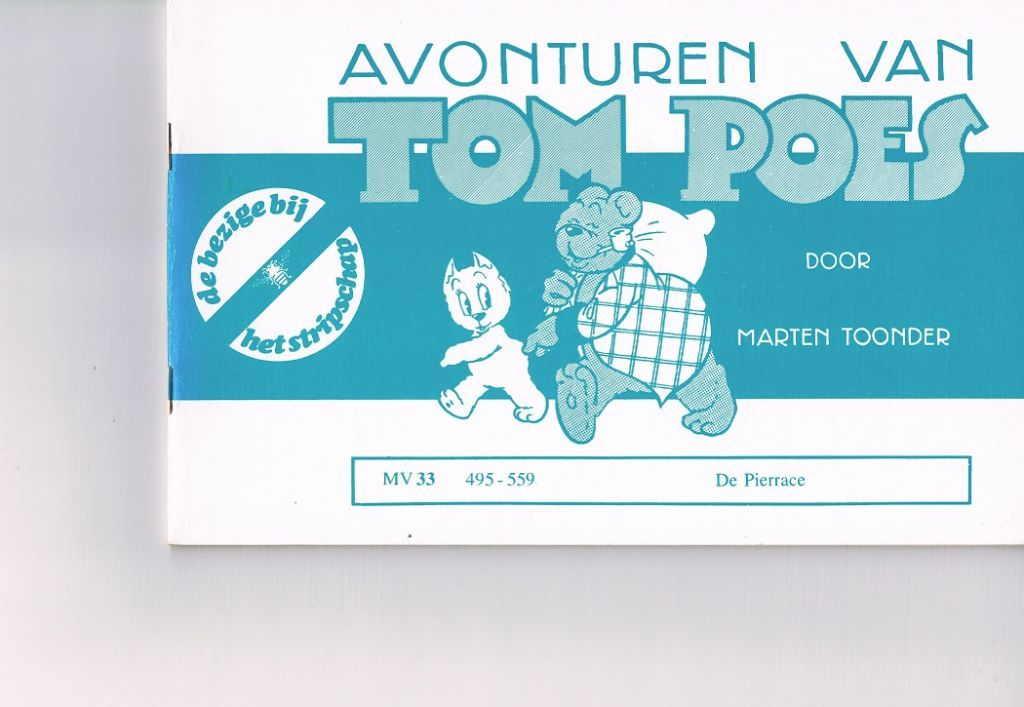 AVONTUREN VAN
TOM POES
de bezige bij
het stripschap
DOOR
MARTEN TOONDER
MV 33 495 - 559 De Pierrace